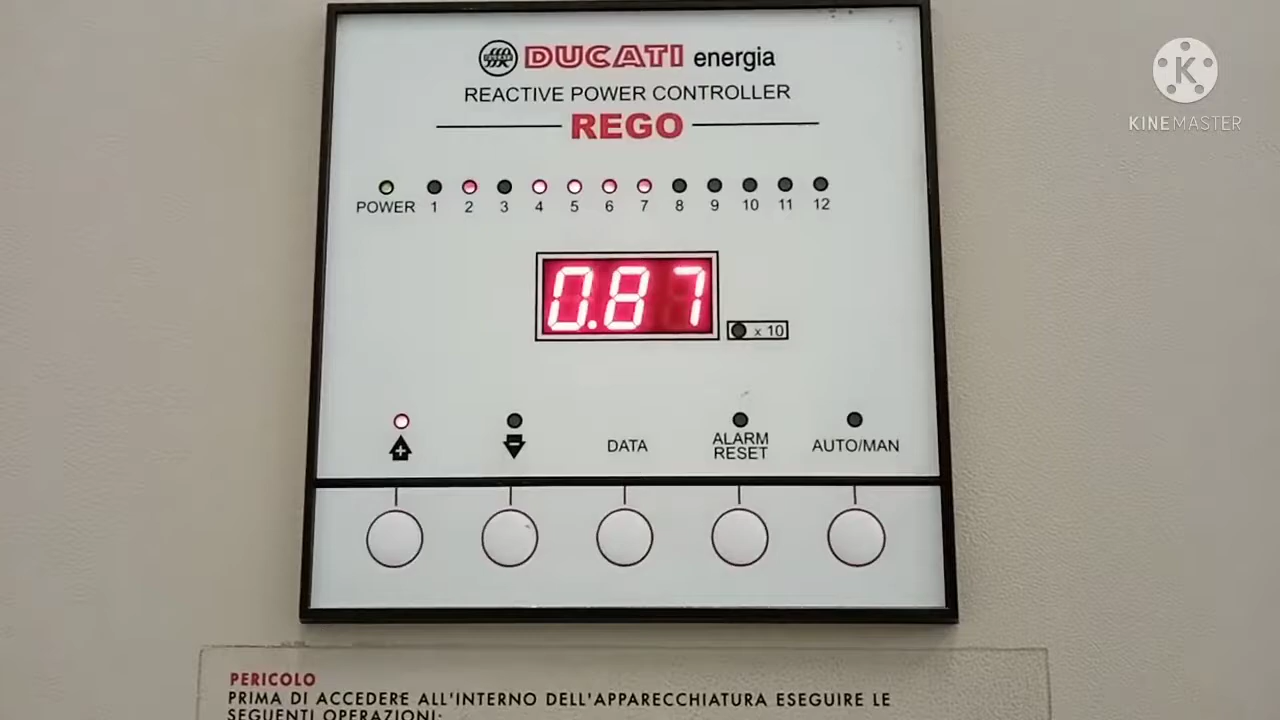 DUCATI energia
REACTIVE POWER CONTROLLER
REGO
K
KINEMASTER
POWER 1 2 3 4 5 6 7 8 9 10 11 12
0.87
x 10
+ - DATA ALARM RESET AUTO/MAN
PERICOLO
PRIMA DI ACCEDERE ALL'INTERNO DELL'APPARECCHIATURA ESEGUIRE LE
SEGUENTI OPERAZIONI: